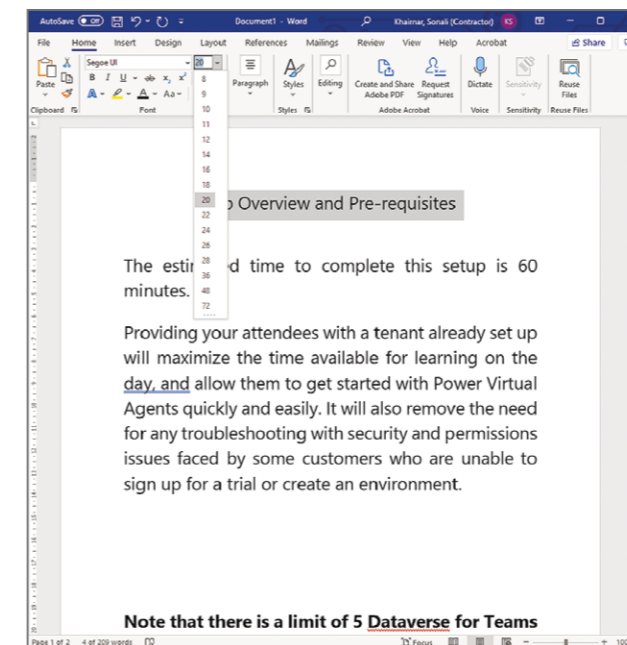 AutoSave Off Document1 - Word Khairnar, Sonali (Contractor) KS
File Home Insert Design Layout References Mailings Review View Help Acrobat Share
Segoe UI 20
Paste B I U ab x₂ x² Paragraph Styles Editing Create and Share Adobe PDF Request Signatures Dictate Sensitivity Reuse Files
A A Aa
Clipboard Font Styles Adobe Acrobat Voice Sensitivity Reuse Files
8
9
10
11
12
14
16
18
20
22
24
26
28
36
48
72
Overview and Pre-requisites
The esti d time to complete this setup is 60
minutes.
Providing your attendees with a tenant already set up
will maximize the time available for learning on the
day, and allow them to get started with Power Virtual
Agents quickly and easily. It will also remove the need
for any troubleshooting with security and permissions
issues faced by some customers who are unable to
sign up for a trial or create an environment.
Note that there is a limit of 5 Dataverse for Teams
Page 1 of 2 4 of 209 words Focus 100